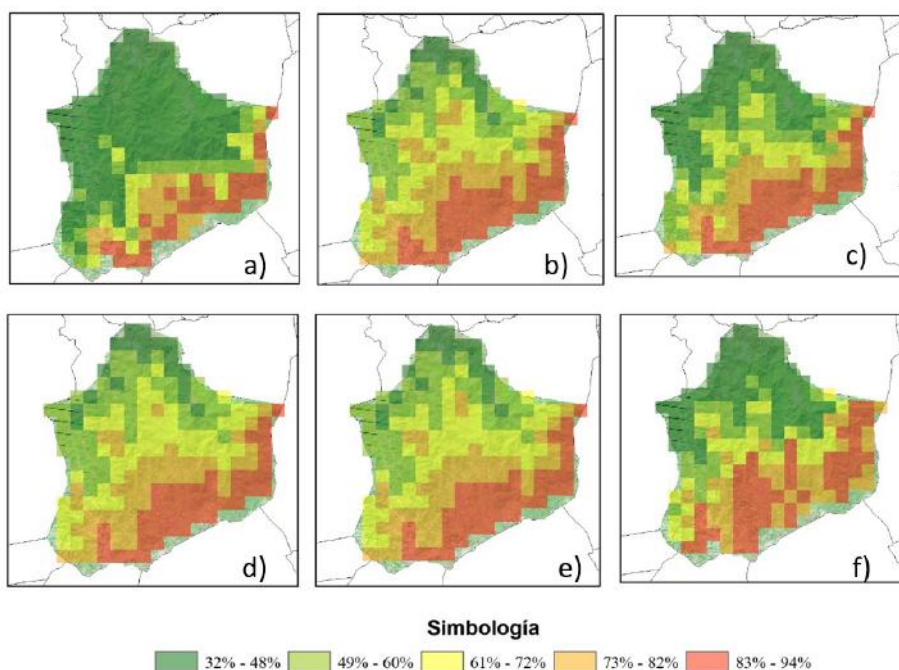 a)
b)
c)
d)
e)
f)
Simbología
32% - 48% 49% - 60% 61% - 72% 73% - 82% 83% - 94%